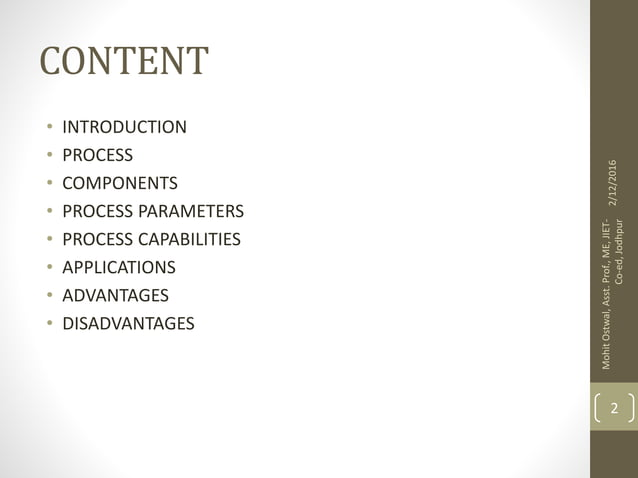 CONTENT
• INTRODUCTION
• PROCESS
• COMPONENTS
• PROCESS PARAMETERS
• PROCESS CAPABILITIES
• APPLICATIONS
• ADVANTAGES
• DISADVANTAGES
2/12/2016
Mohit Ostwal, Asst. Prof., ME, JIET-
Co-ed, Jodhpur
2